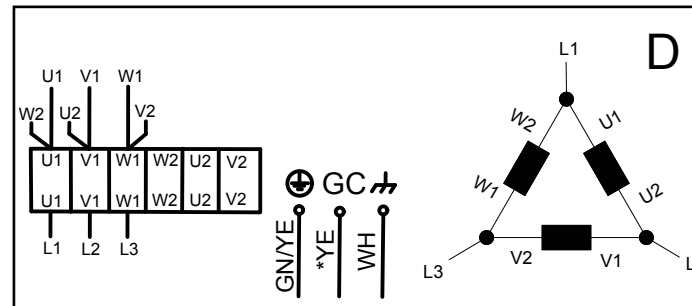 U1 V1 W1
W2 U2 V2
U1 V1 W1 W2 U2 V2
U1 V1 W1 W2 U2 V2
L1 L2 L3
GC
GN/YE *YE WH
D
L1
W2 U1
W1 U2
V2 V1
L3 L